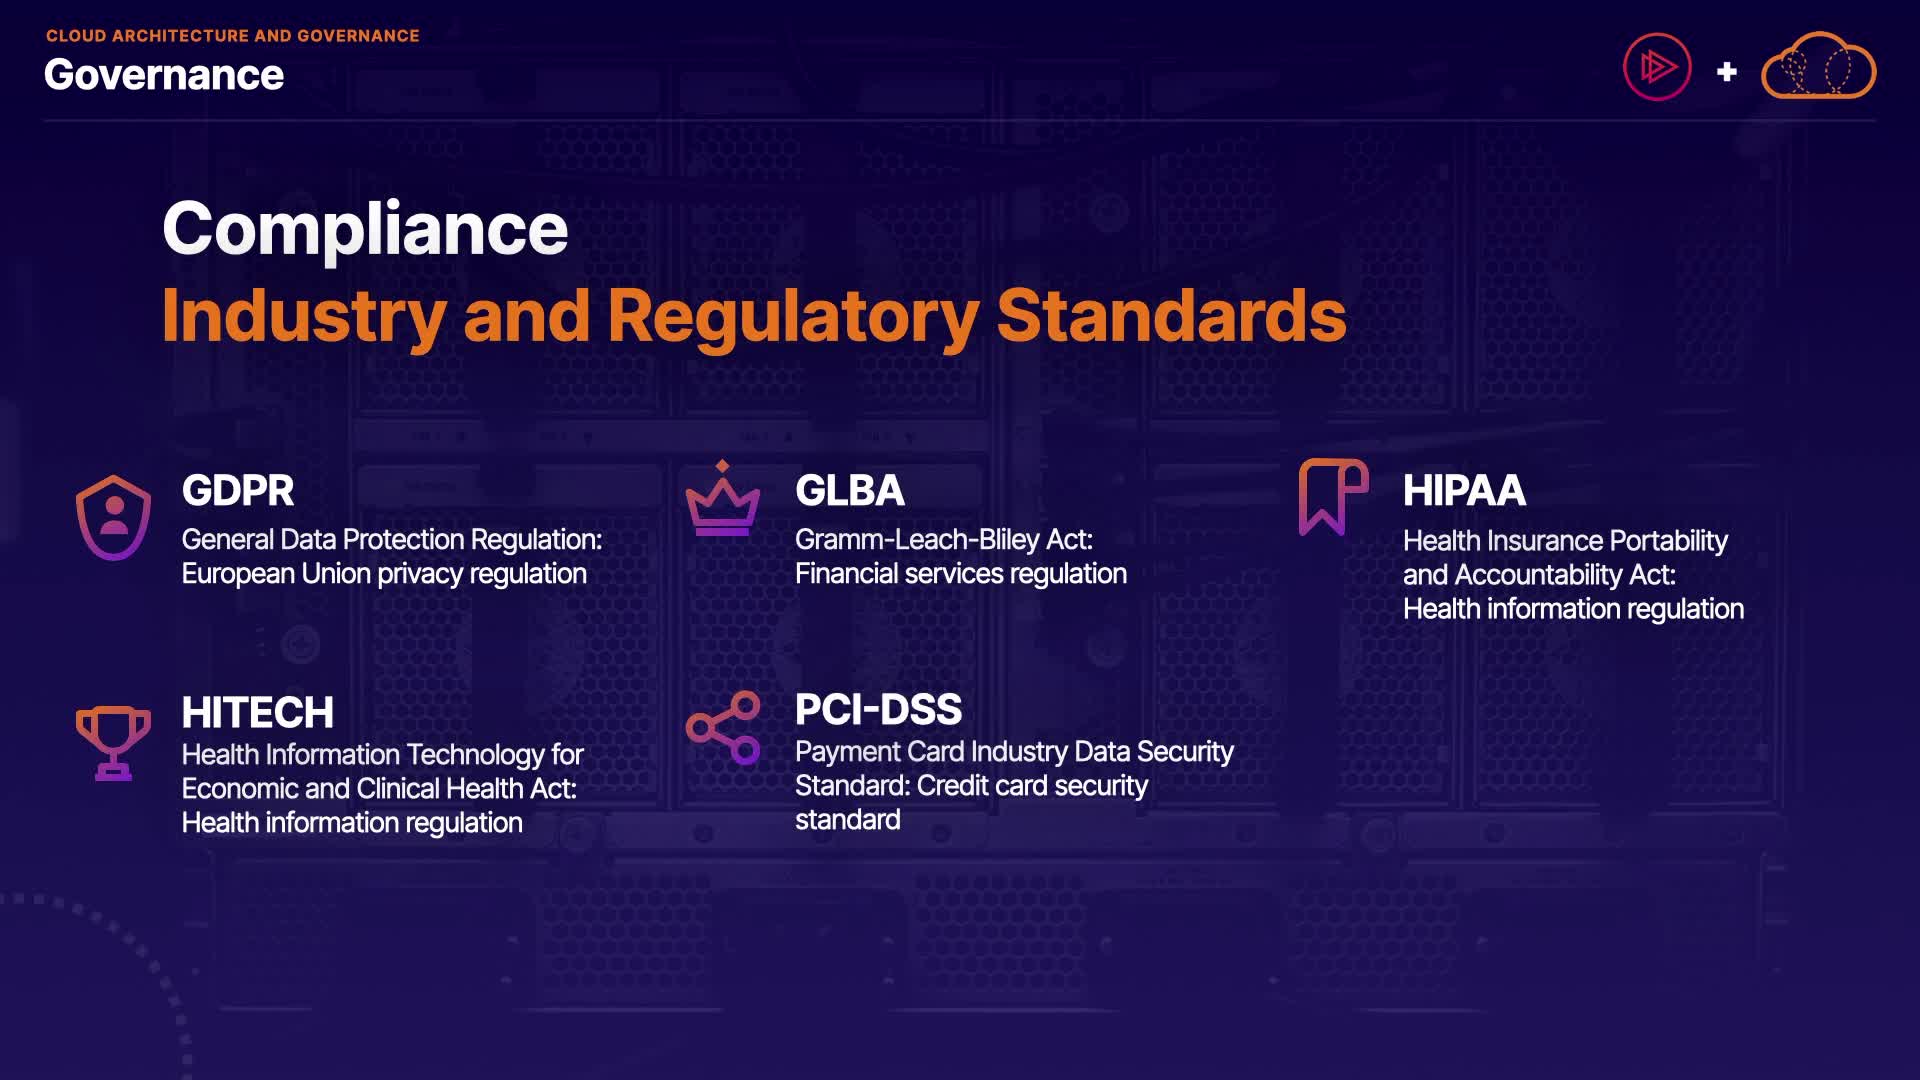 CLOUD ARCHITECTURE AND GOVERNANCE
Governance
Compliance
Industry and Regulatory Standards
GDPR
General Data Protection Regulation:
European Union privacy regulation
GLBA
Gramm-Leach-Bliley Act:
Financial services regulation
HIPAA
Health Insurance Portability
and Accountability Act:
Health information regulation
HITECH
Health Information Technology for
Economic and Clinical Health Act:
Health information regulation
PCI-DSS
Payment Card Industry Data Security
Standard: Credit card security
standard